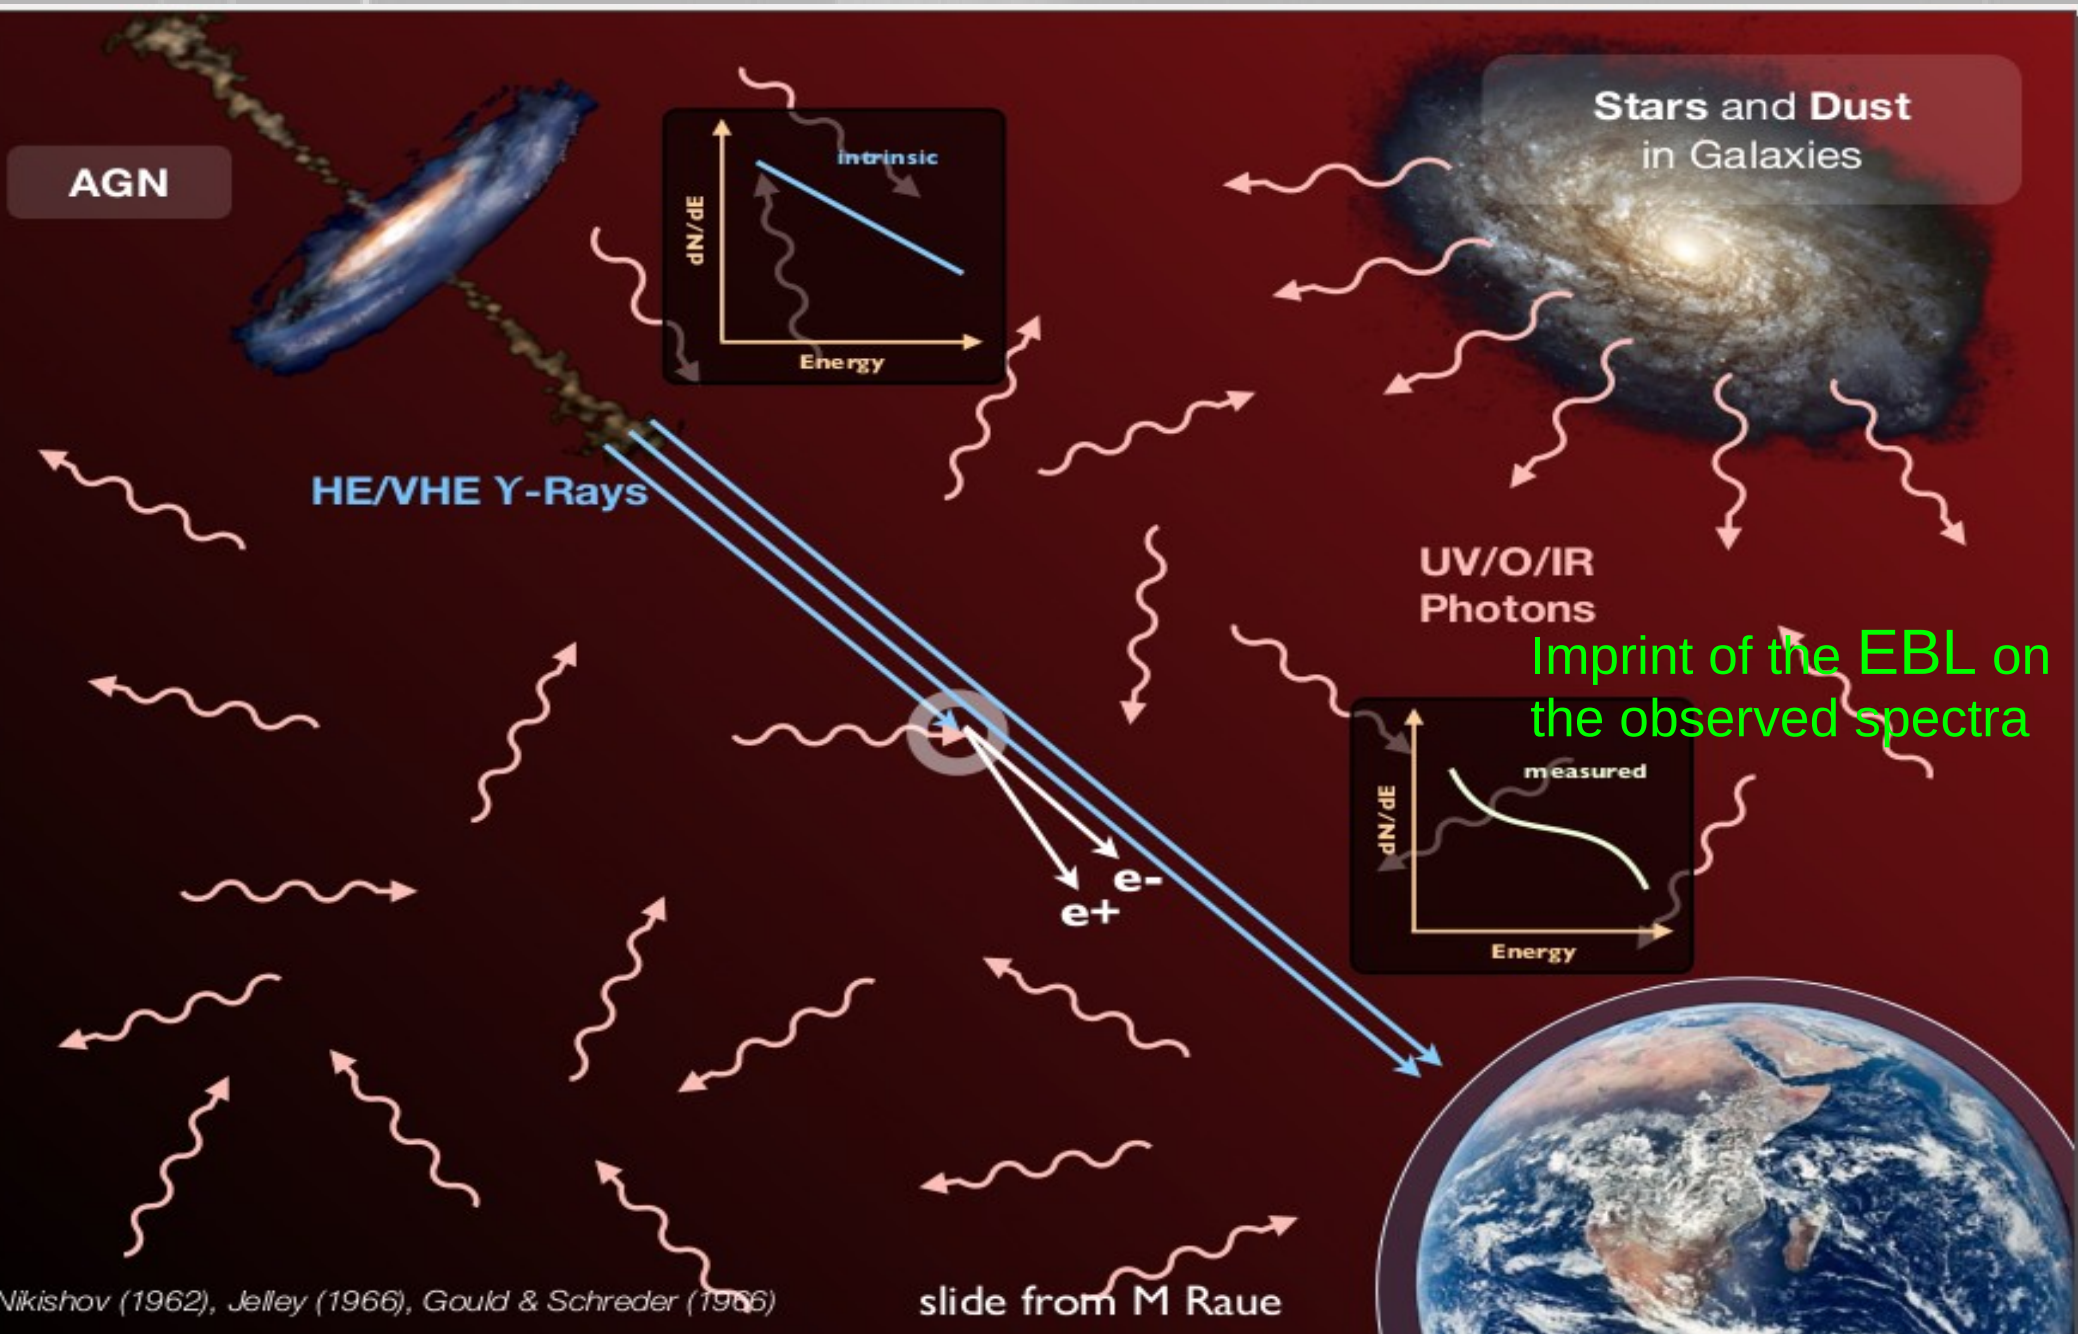 Stars and Dust
in Galaxies
AGN
intrinsic
dN/dE
Energy
HE/VHE ϒ-Rays
UV/O/IR
Photons
Imprint of the EBL on
the observed spectra
measured
dN/dE
Energy
e-
e+
Nikishov (1962), Jelley (1966), Gould & Schreder (1966)
slide from M Raue